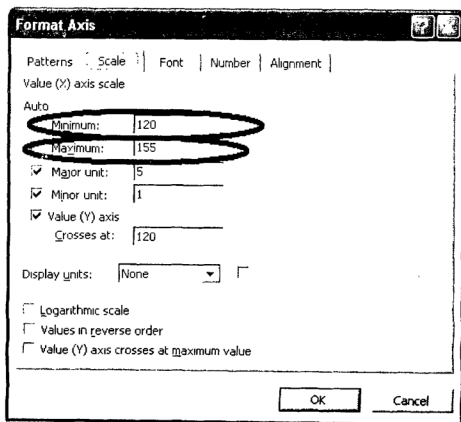 Format Axis
Patterns Scale Font Number Alignment
Value (X) axis scale
Auto
Minimum: 120
Maximum: 155
Major unit: 5
Minor unit: 1
Value (Y) axis
Crosses at: 120
Display units: None
Logarithmic scale
Values in reverse order
Value (Y) axis crosses at maximum value
OK Cancel